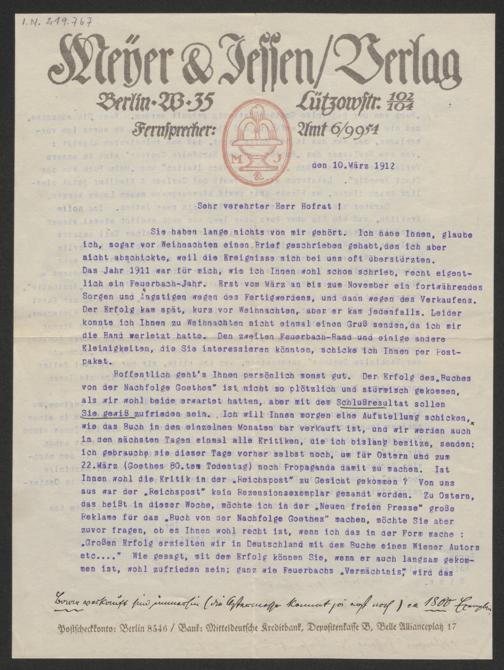 I.N. 219.767
Meyer & Jessen/Verlag
Berlin-W-35 Lützowstr. 102/104
Fernsprecher: Amt 6/9954
M J
den 10.März 1912
Sehr verehrter Herr Hofrat !
Sie haben lange nichts von mir gehört. Ich habe Ihnen, glaube
ich, sogar vor Weihnachten einen Brief geschrieben gehabt,den ich aber
nicht abschickte, weil die Ereignisse mich bei uns oft überstürzten.
Das Jahr 1911 war für mich, wie ich Ihnen wohl schon schrieb, recht eigent-
lich ein Feuerbach-Jahr. Erst vom März an bis zum November ein fortwährendes
Sorgen und Ängstigen wegen des Fertigwerdens, und dann wegen des Verkaufens.
Der Erfolg kam spät, kurz vor Weihnachten, aber er kam jedenfalls. Leider
konnte ich Ihnen zu Weihnachten nicht einmal einen Gruß senden,da ich mir
die Hand verletzt hatte. Den zweiten Feuerbach-Band und einige andere
Kleinigkeiten, die Sie interessieren könnten, schicke ich Ihnen per Post-
paket.
Hoffentlich geht's Ihnen persönlich sonst gut. Der Erfolg des „Buches
von der Nachfolge Goethes" ist nicht so plötzlich und stürmisch gekommen,
als wir wohl beide erwartet hatten, aber mit dem Schlußresultat sollen
Sie gewiß zufrieden sein. Ich will Ihnen morgen eine Aufstellung schicken,
wie das Buch in den einzelnen Monaten bar verkauft ist, und wir werden auch
in den nächsten Tagen einmal alle Kritiken, die ich bislang besitze, senden;
ich gebrauche sie dieser Tage vorher selbst noch, um für Ostern und zum
22.März (Goethes 80.tem Todestag) noch Propaganda damit zu machen. Ist
Ihnen wohl die Kritik in der „Reichspost" zu Gesicht gekommen ? Von uns
aus war der "Reichspost" kein Rezensionsexemplar gesandt worden. Zu Ostern,
das heißt in dieser Woche, möchte ich in der „Neuen freien Presse" große
Reklame für das „Buch von der Nachfolge Goethes" machen, möchte Sie aber
zuvor fragen, ob es Ihnen wohl recht ist, wenn ich das in der Form mache :
„Großen Erfolg erzielten wir in Deutschland mit dem Buche eines Wiener Autors
etc...." Wie gesagt, mit dem Erfolg können Sie, wenn er auch langsam gekom-
men ist, wohl zufrieden sein; ganz wie Feuerbachs „Vermächtnis" wird das
verkauft sind immerhin (die Ostermesse kommt ja erst noch) ca 1800 Exemplare
Postscheckkonto: Berlin 8346 / Bank: Mitteldeutsche Kreditbank, Depositenkasse B, Belle Allianceplatz 17